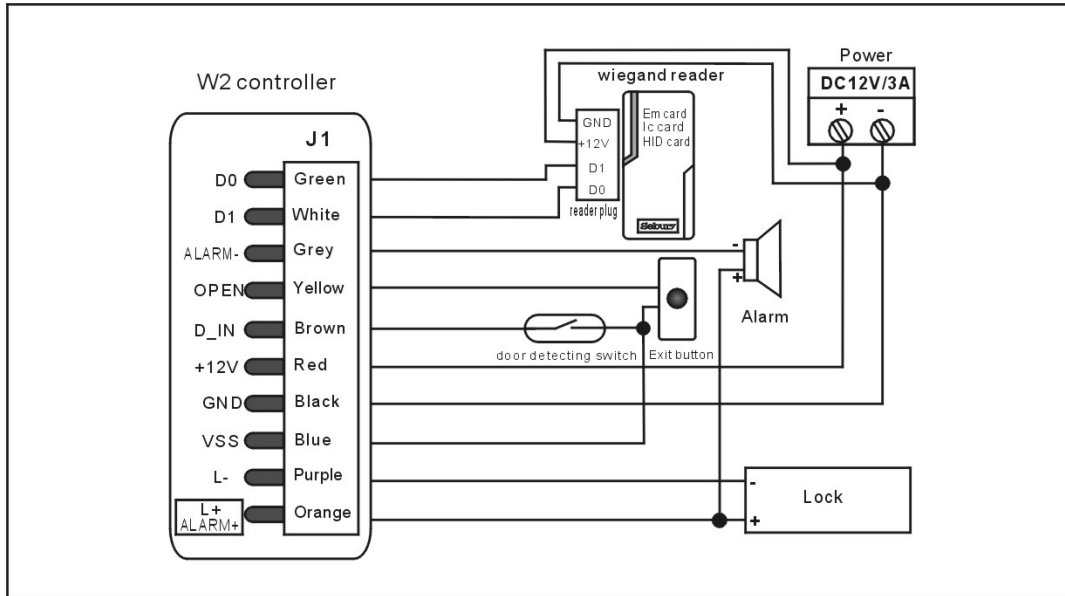 Power
W2 controller
wiegand reader
DC12V/3A
+ -
GND
+12V
D1
D0
reader plug
Em card
Ic card
HID card
Sebury
J1
D0 Green
D1 White
ALARM- Grey
OPEN Yellow
D_IN Brown
+12V Red
GND Black
VSS Blue
L- Purple
L+
ALARM+
Orange
-
+
Alarm
door detecting switch
Exit button
-
+
Lock